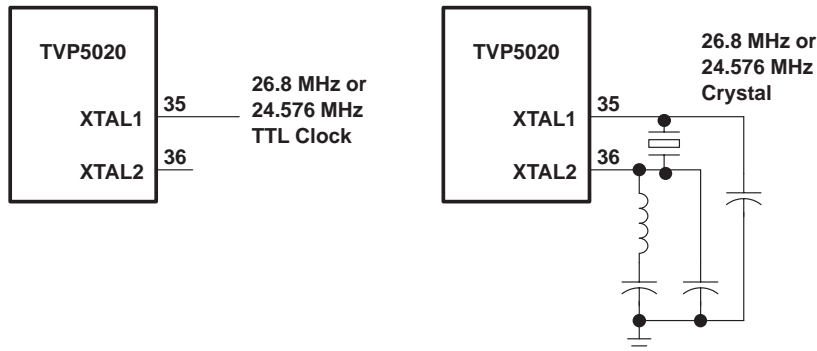 TVP5020
XTAL1
35
XTAL2
36
26.8 MHz or
24.576 MHz
TTL Clock
TVP5020
XTAL1
35
XTAL2
36
26.8 MHz or
24.576 MHz
Crystal